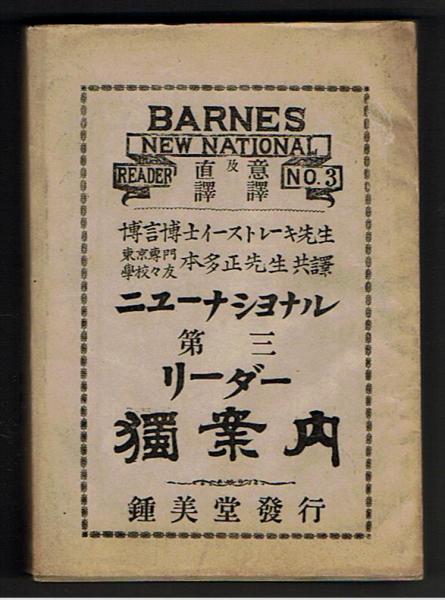 BARNES
NEW NATIONAL
READER 直譯 及 意譯 NO. 3
博言博士イーストレーキ先生
東京専門學校々友 本多正先生共譯
ニユーナシヨナル
第三
リーダー
獨案内
鍾美堂發行